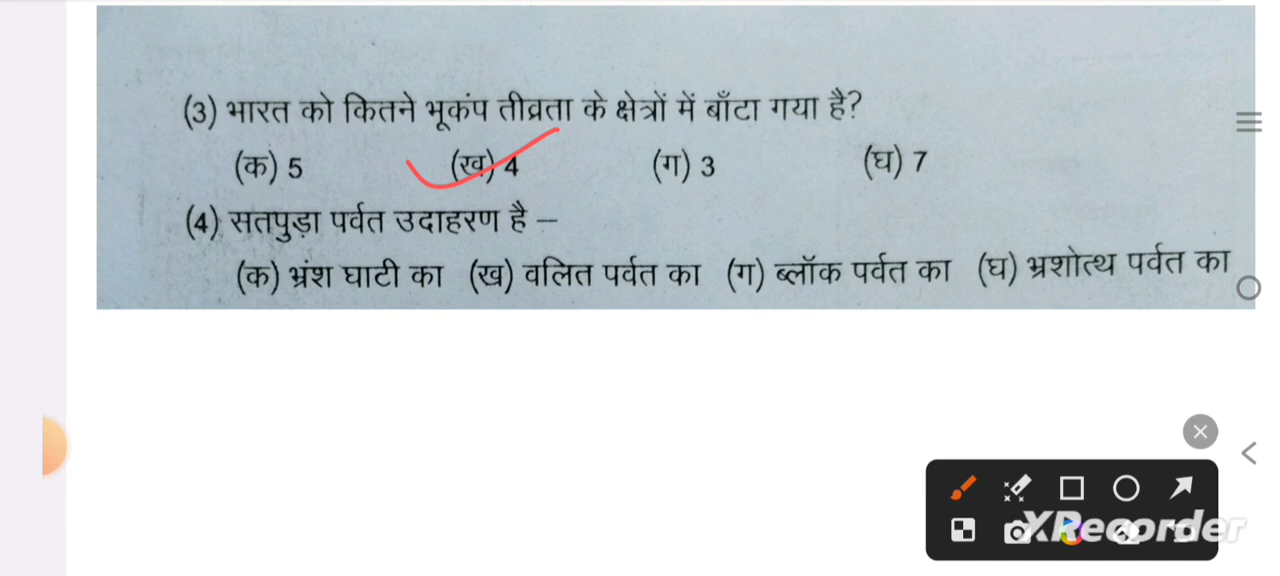 (3) भारत को कितने भूकंप तीव्रता के क्षेत्रों में बाँटा गया है?
(क) 5 (ख) 4 (ग) 3 (घ) 7
(4) सतपुड़ा पर्वत उदाहरण है –
(क) भ्रंश घाटी का (ख) वलित पर्वत का (ग) ब्लॉक पर्वत का (घ) भ्रशोत्थ पर्वत का
XRecorder